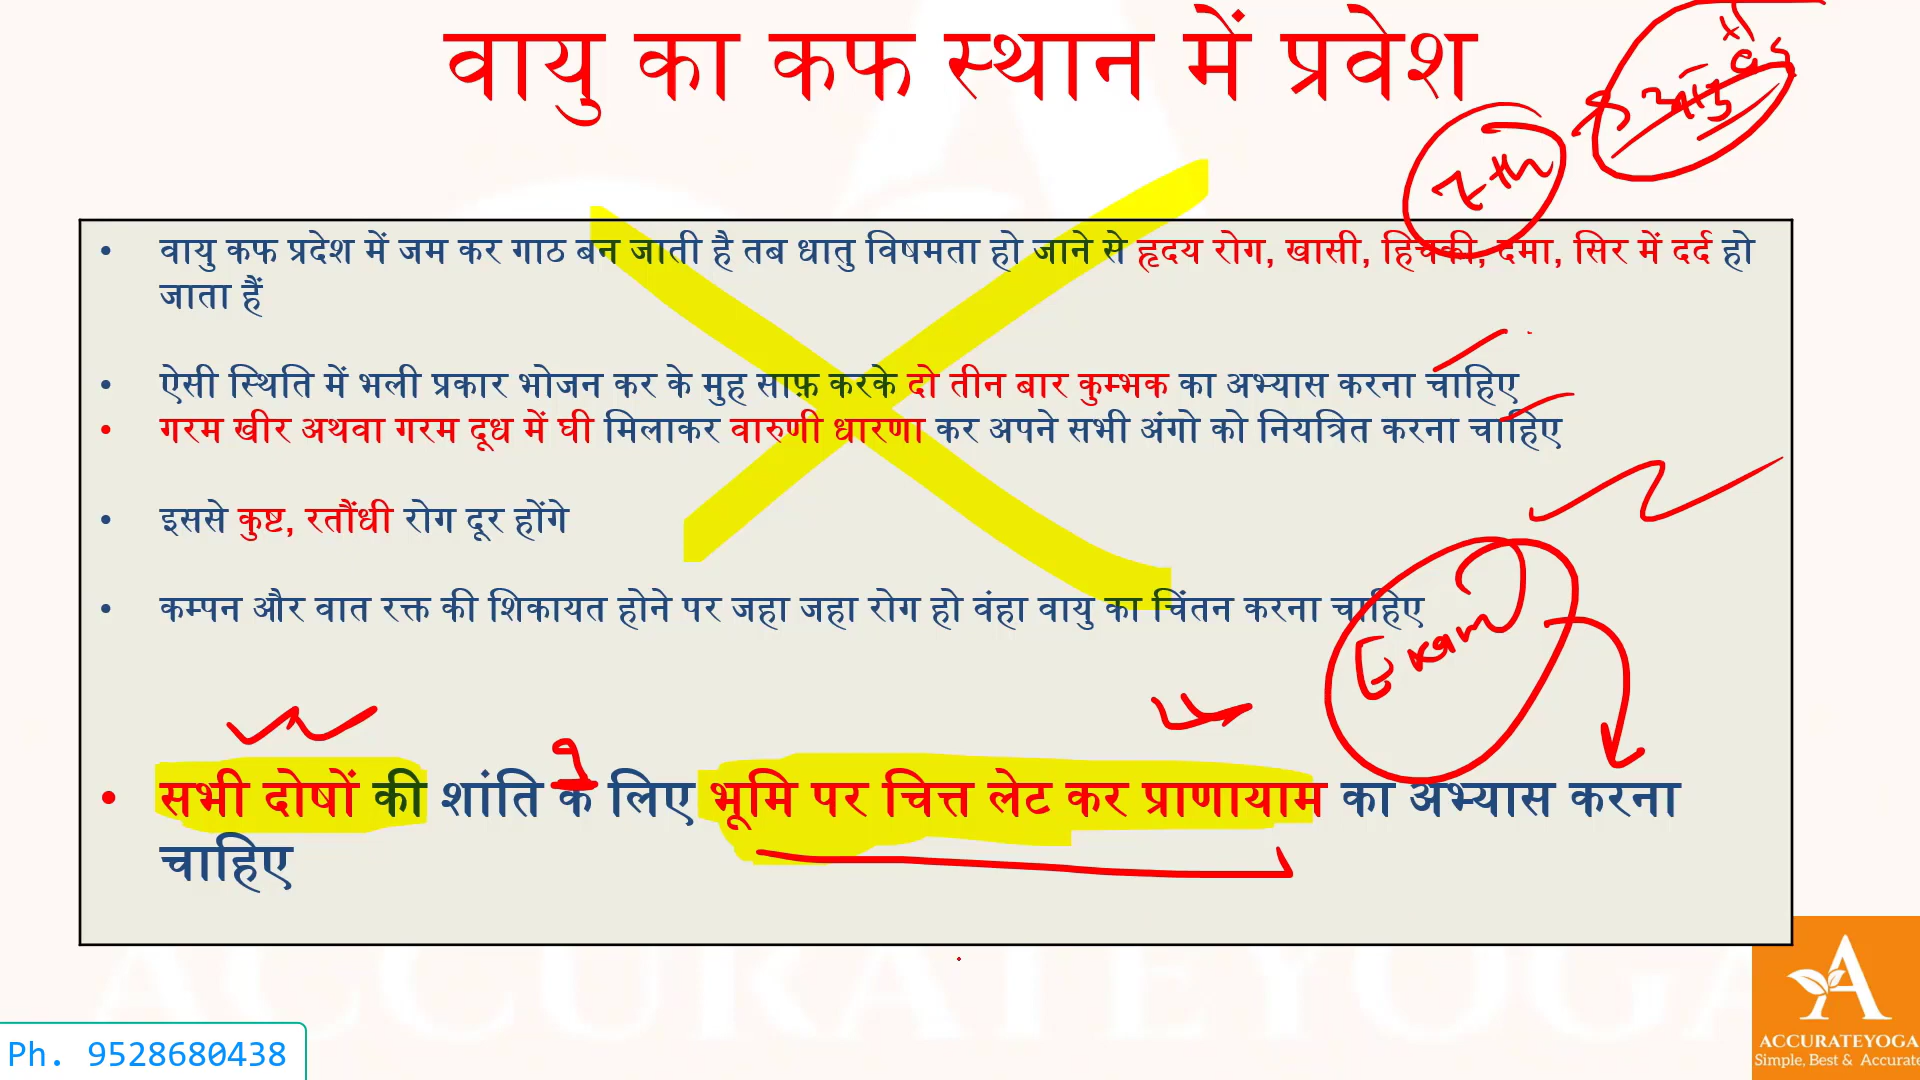 वायु का कफ स्थान में प्रवेश
7th
• वायु कफ प्रदेश में जम कर गाठ बन जाती है तब धातु विषमता हो जाने से हृदय रोग, खासी, हिचकी, दमा, सिर में दर्द हो
जाता हैं
• ऐसी स्थिति में भली प्रकार भोजन कर के मुह साफ़ करके दो तीन बार कुम्भक का अभ्यास करना चाहिए
• गरम खीर अथवा गरम दूध में घी मिलाकर वारुणी धारणा कर अपने सभी अंगो को नियत्रित करना चाहिए
• इससे कुष्ट, रतौंधी रोग दूर होंगे
• कम्पन और वात रक्त की शिकायत होने पर जहा जहा रोग हो वंहा वायु का चिंतन करना चाहिए
Exam
• सभी दोषों की शांति के लिए भूमि पर चित्त लेट कर प्राणायाम का अभ्यास करना
चाहिए
ACCURATEYOGA
Ph. 9528680438
ACCURATEYOGA
Simple, Best & Accurate